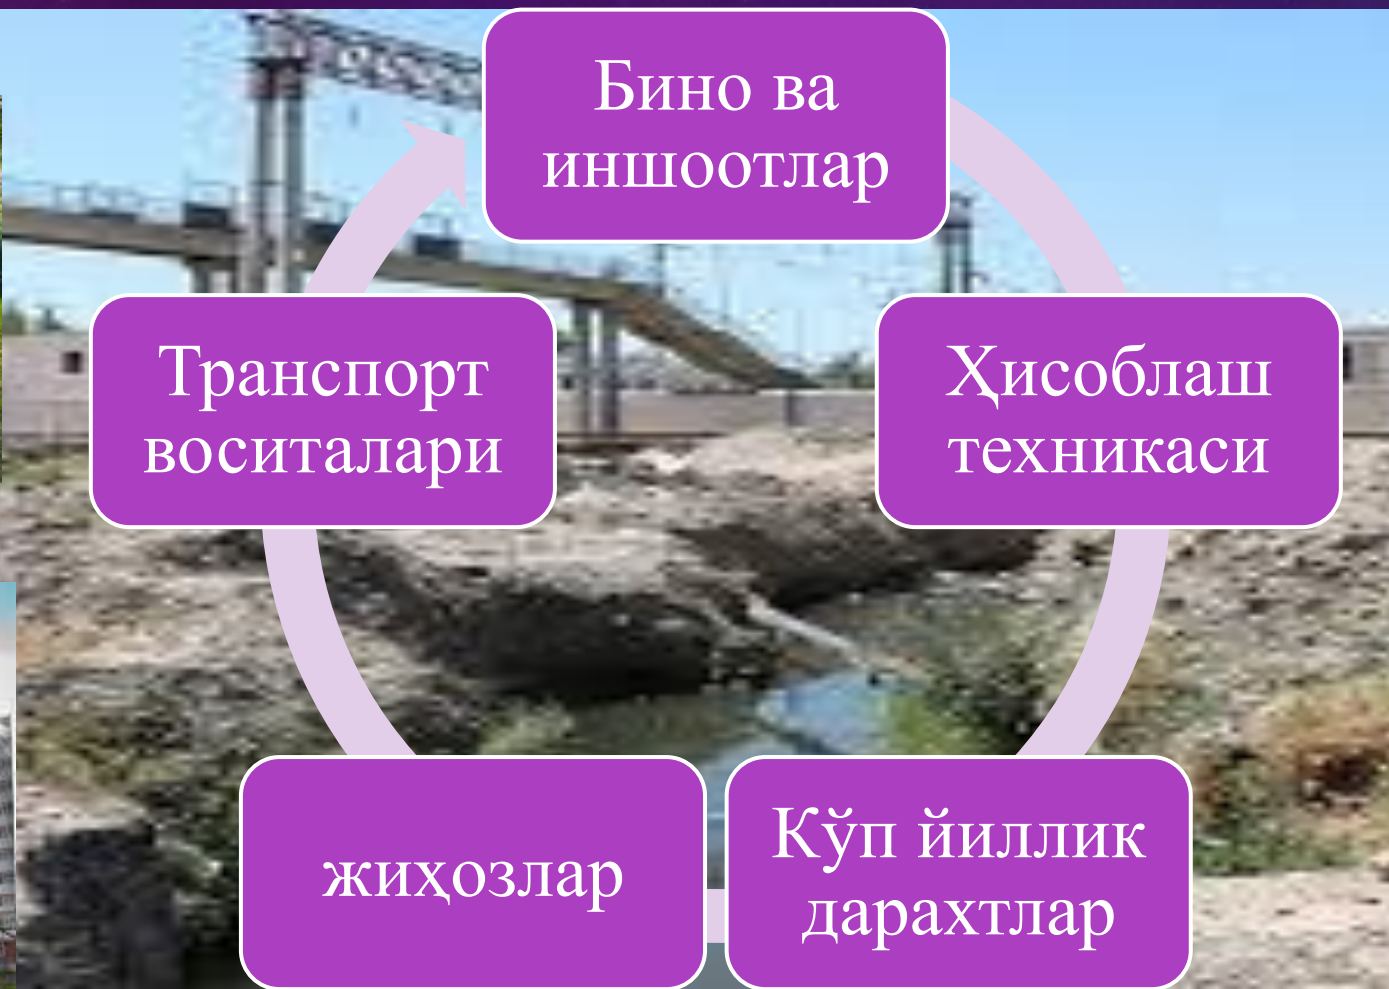 Бино ва
иншоотлар
Транспорт
воситалари
Ҳисоблаш
техникаси
жиҳозлар
Кўп йиллик
дарахтлар